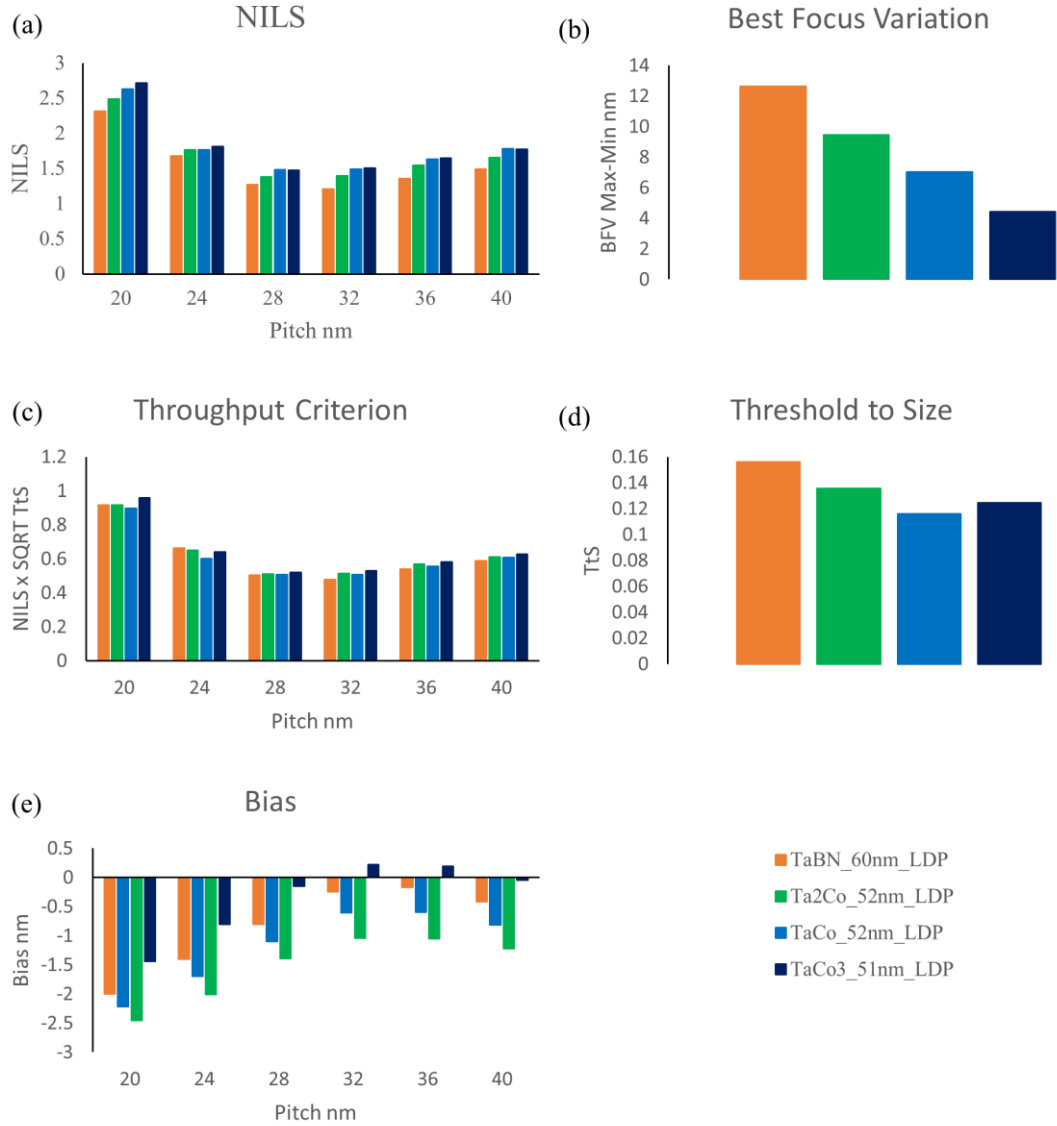 (a)
NILS
3
2.5
2
1.5
1
0.5
0
NILS
20 24 28 32 36 40
Pitch nm
(b)
Best Focus Variation
14
12
10
8
6
4
2
0
BFV Max-Min nm
(c)
Throughput Criterion
1.2
1
0.8
0.6
0.4
0.2
0
NILS x SQRT TtS
20 24 28 32 36 40
Pitch nm
(d)
Threshold to Size
0.16
0.14
0.12
0.1
0.08
0.06
0.04
0.02
0
TtS
(e)
Bias
0.5
0
-0.5
-1
-1.5
-2
-2.5
-3
Bias nm
20 24 28 32 36 40
Pitch nm
TaBN_60nm_LDP
Ta2Co_52nm_LDP
TaCo_52nm_LDP
TaCo3_51nm_LDP